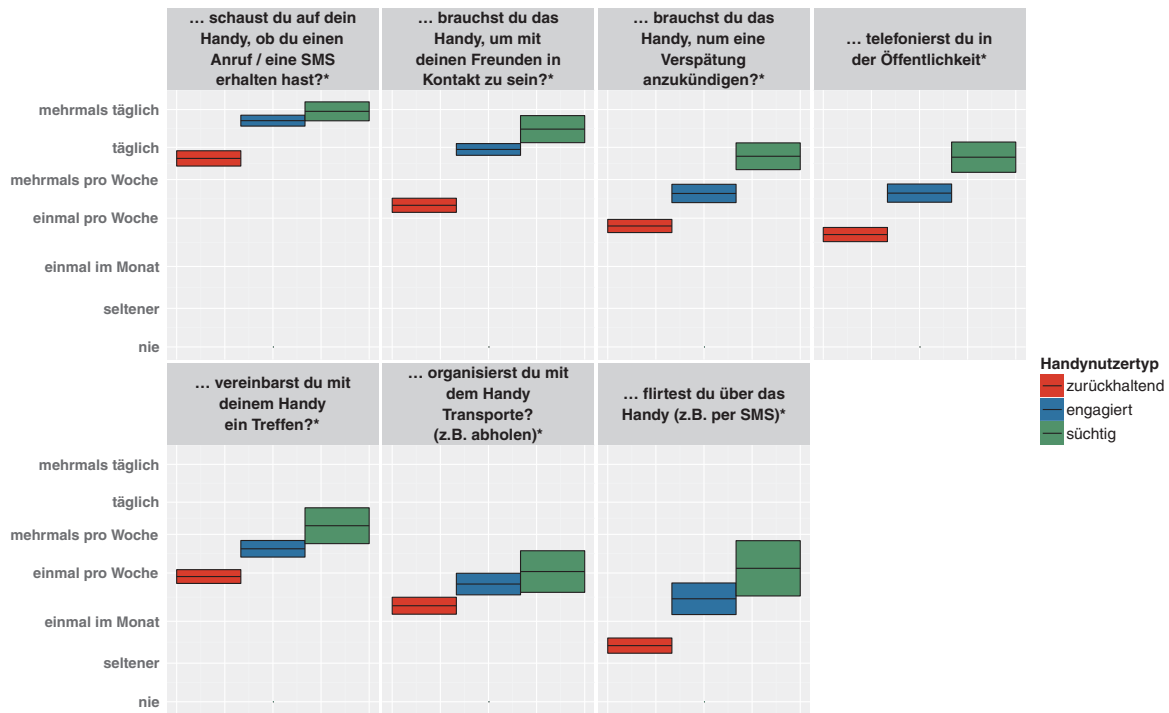 … schaust du auf dein
Handy, ob du einen
Anruf / eine SMS
erhalten hast?*
… brauchst du das
Handy, um mit
deinen Freunden in
Kontakt zu sein?*
… brauchst du das
Handy, num eine
Verspätung
anzukündigen?*
… telefonierst du in
der Öffentlichkeit*
mehrmals täglich
täglich
mehrmals pro Woche
einmal pro Woche
einmal im Monat
seltener
nie
… vereinbarst du mit
deinem Handy
ein Treffen?*
… organisierst du mit
dem Handy
Transporte?
(z.B. abholen)*
… flirtest du über das
Handy (z.B. per SMS)*
mehrmals täglich
täglich
mehrmals pro Woche
einmal pro Woche
einmal im Monat
seltener
nie
Handynutzertyp
zurückhaltend
engagiert
süchtig